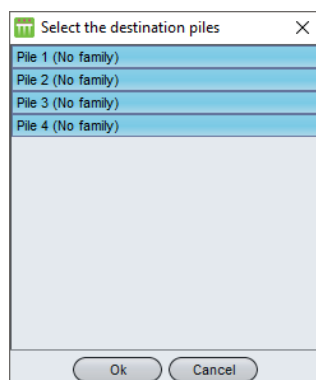 Select the destination piles
Pile 1 (No family)
Pile 2 (No family)
Pile 3 (No family)
Pile 4 (No family)
Ok Cancel